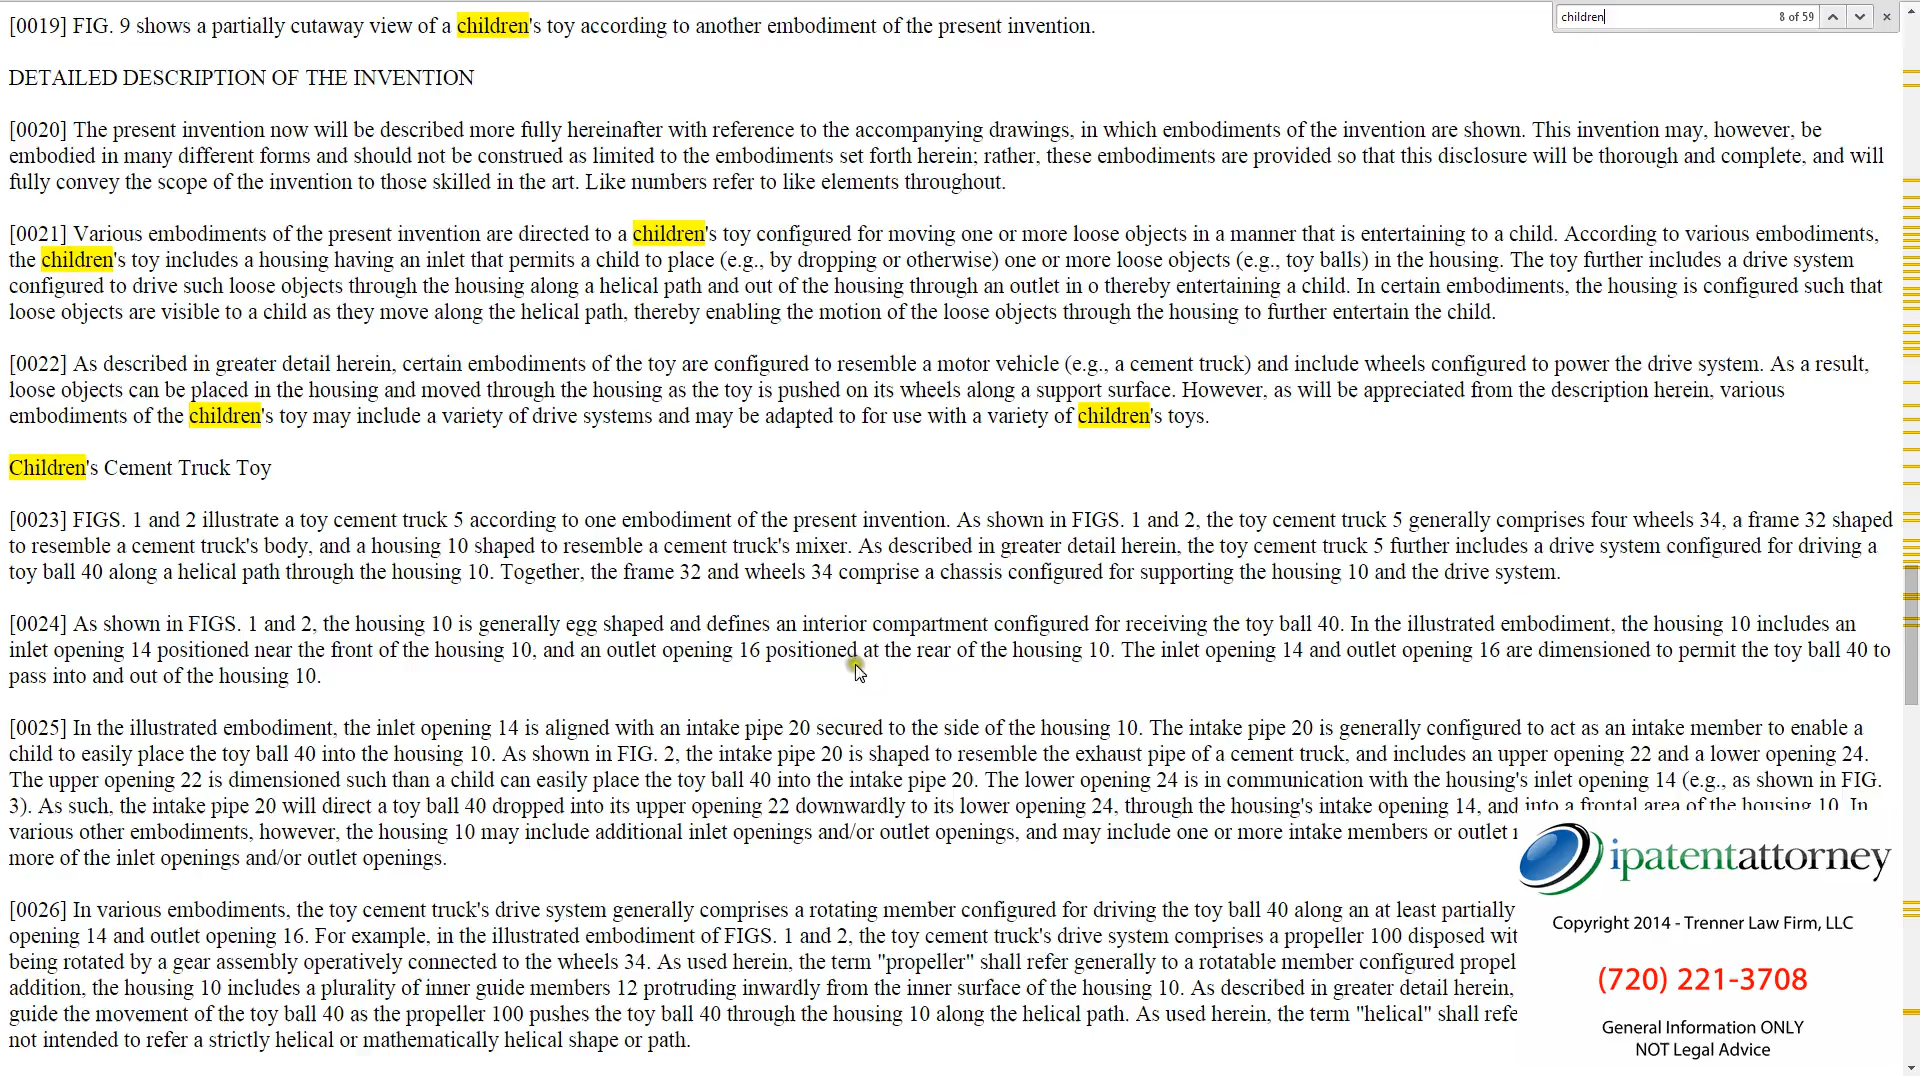 [0019] FIG. 9 shows a partially cutaway view of a children's toy according to another embodiment of the present invention.
children 8 of 59
DETAILED DESCRIPTION OF THE INVENTION
[0020] The present invention now will be described more fully hereinafter with reference to the accompanying drawings, in which embodiments of the invention are shown. This invention may, however, be
embodied in many different forms and should not be construed as limited to the embodiments set forth herein; rather, these embodiments are provided so that this disclosure will be thorough and complete, and will
fully convey the scope of the invention to those skilled in the art. Like numbers refer to like elements throughout.
[0021] Various embodiments of the present invention are directed to a children's toy configured for moving one or more loose objects in a manner that is entertaining to a child. According to various embodiments,
the children's toy includes a housing having an inlet that permits a child to place (e.g., by dropping or otherwise) one or more loose objects (e.g., toy balls) in the housing. The toy further includes a drive system
configured to drive such loose objects through the housing along a helical path and out of the housing through an outlet in o thereby entertaining a child. In certain embodiments, the housing is configured such that
loose objects are visible to a child as they move along the helical path, thereby enabling the motion of the loose objects through the housing to further entertain the child.
[0022] As described in greater detail herein, certain embodiments of the toy are configured to resemble a motor vehicle (e.g., a cement truck) and include wheels configured to power the drive system. As a result,
loose objects can be placed in the housing and moved through the housing as the toy is pushed on its wheels along a support surface. However, as will be appreciated from the description herein, various
embodiments of the children's toy may include a variety of drive systems and may be adapted to for use with a variety of children's toys.
Children's Cement Truck Toy
[0023] FIGS. 1 and 2 illustrate a toy cement truck 5 according to one embodiment of the present invention. As shown in FIGS. 1 and 2, the toy cement truck 5 generally comprises four wheels 34, a frame 32 shaped
to resemble a cement truck's body, and a housing 10 shaped to resemble a cement truck's mixer. As described in greater detail herein, the toy cement truck 5 further includes a drive system configured for driving a
toy ball 40 along a helical path through the housing 10. Together, the frame 32 and wheels 34 comprise a chassis configured for supporting the housing 10 and the drive system.
[0024] As shown in FIGS. 1 and 2, the housing 10 is generally egg shaped and defines an interior compartment configured for receiving the toy ball 40. In the illustrated embodiment, the housing 10 includes an
inlet opening 14 positioned near the front of the housing 10, and an outlet opening 16 positioned at the rear of the housing 10. The inlet opening 14 and outlet opening 16 are dimensioned to permit the toy ball 40 to
pass into and out of the housing 10.
[0025] In the illustrated embodiment, the inlet opening 14 is aligned with an intake pipe 20 secured to the side of the housing 10. The intake pipe 20 is generally configured to act as an intake member to enable a
child to easily place the toy ball 40 into the housing 10. As shown in FIG. 2, the intake pipe 20 is shaped to resemble the exhaust pipe of a cement truck, and includes an upper opening 22 and a lower opening 24.
The upper opening 22 is dimensioned such than a child can easily place the toy ball 40 into the intake pipe 20. The lower opening 24 is in communication with the housing's inlet opening 14 (e.g., as shown in FIG.
3). As such, the intake pipe 20 will direct a toy ball 40 dropped into its upper opening 22 downwardly to its lower opening 24, through the housing's intake opening 14, and into a frontal area of the housing 10. In
various other embodiments, however, the housing 10 may include additional inlet openings and/or outlet openings, and may include one or more intake members or outlet
more of the inlet openings and/or outlet openings.
[0026] In various embodiments, the toy cement truck's drive system generally comprises a rotating member configured for driving the toy ball 40 along an at least partially
opening 14 and outlet opening 16. For example, in the illustrated embodiment of FIGS. 1 and 2, the toy cement truck's drive system comprises a propeller 100 disposed wit
being rotated by a gear assembly operatively connected to the wheels 34. As used herein, the term "propeller" shall refer generally to a rotatable member configured propel
addition, the housing 10 includes a plurality of inner guide members 12 protruding inwardly from the inner surface of the housing 10. As described in greater detail herein,
guide the movement of the toy ball 40 as the propeller 100 pushes the toy ball 40 through the housing 10 along the helical path. As used herein, the term "helical" shall refe
not intended to refer a strictly helical or mathematically helical shape or path.
ipatentattorney
Copyright 2014 - Trenner Law Firm, LLC
(720) 221-3708
General Information ONLY
NOT Legal Advice